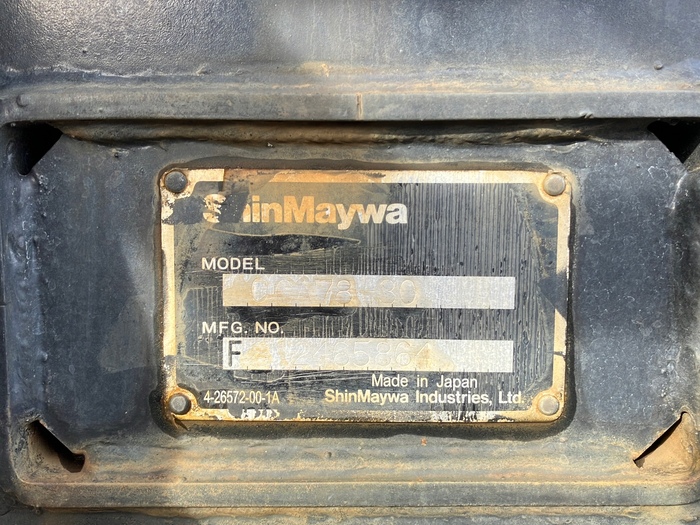 ShinMaywa
MODEL
MFG. NO.
F
Made in Japan
4-26572-00-1A ShinMaywa Industries, Ltd.